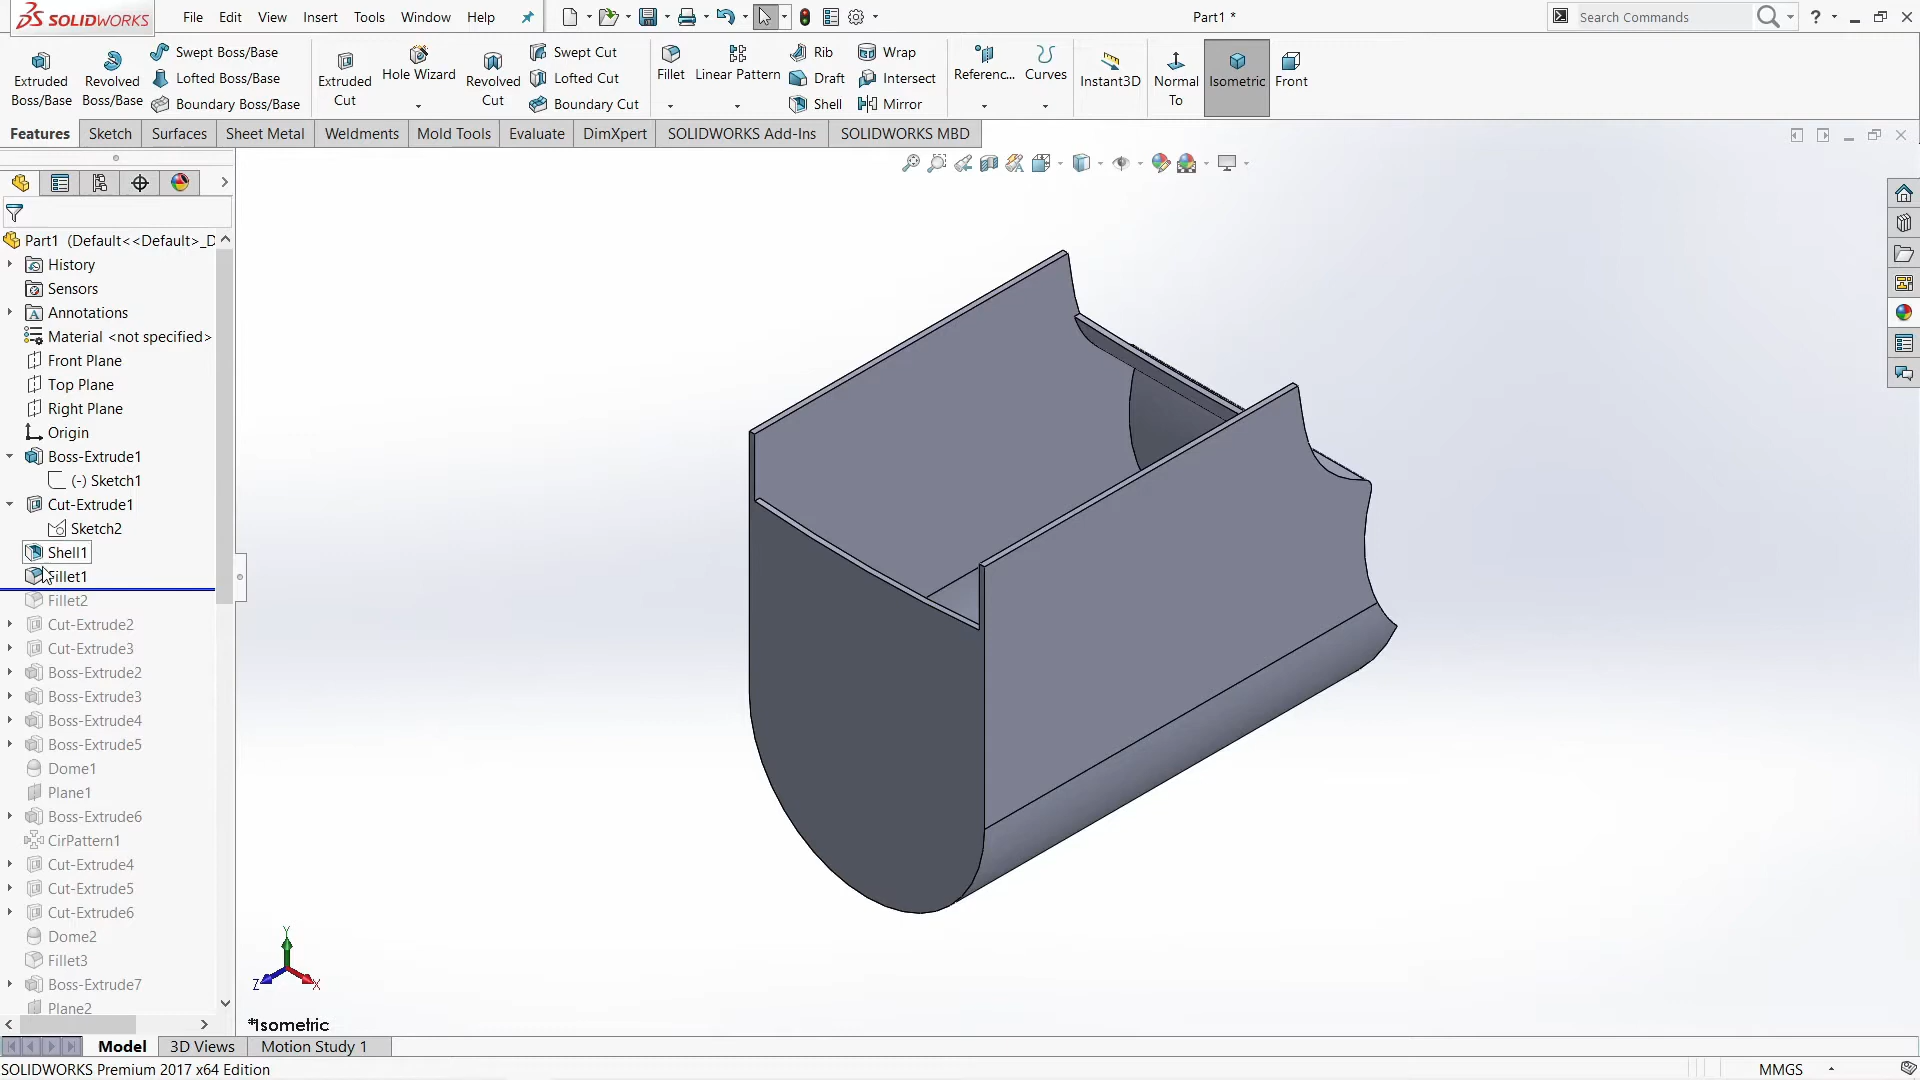 SOLIDWORKS File Edit View Insert Tools Window Help Part1 * Search Commands ?
Swept Boss/Base Swept Cut Rib Wrap
Extruded Boss/Base Revolved Boss/Base Lofted Boss/Base Extruded Cut Hole Wizard Revolved Cut Lofted Cut Fillet Linear Pattern Draft Intersect Referenc... Curves Instant3D Normal To Isometric Front
Boundary Boss/Base Boundary Cut Shell Mirror
Features Sketch Surfaces Sheet Metal Weldments Mold Tools Evaluate DimXpert SOLIDWORKS Add-Ins SOLIDWORKS MBD
Part1 (Default<<Default>_D
History
Sensors
Annotations
Material <not specified>
Front Plane
Top Plane
Right Plane
Origin
Boss-Extrude1
(-) Sketch1
Cut-Extrude1
Sketch2
Shell1
Fillet1
Fillet2
Cut-Extrude2
Cut-Extrude3
Boss-Extrude2
Boss-Extrude3
Boss-Extrude4
Boss-Extrude5
Dome1
Plane1
Boss-Extrude6
CirPattern1
Cut-Extrude4
Cut-Extrude5
Cut-Extrude6
Dome2
Fillet3
Boss-Extrude7
Plane2
Y
Z X
*Isometric
Model 3D Views Motion Study 1
SOLIDWORKS Premium 2017 x64 Edition MMGS